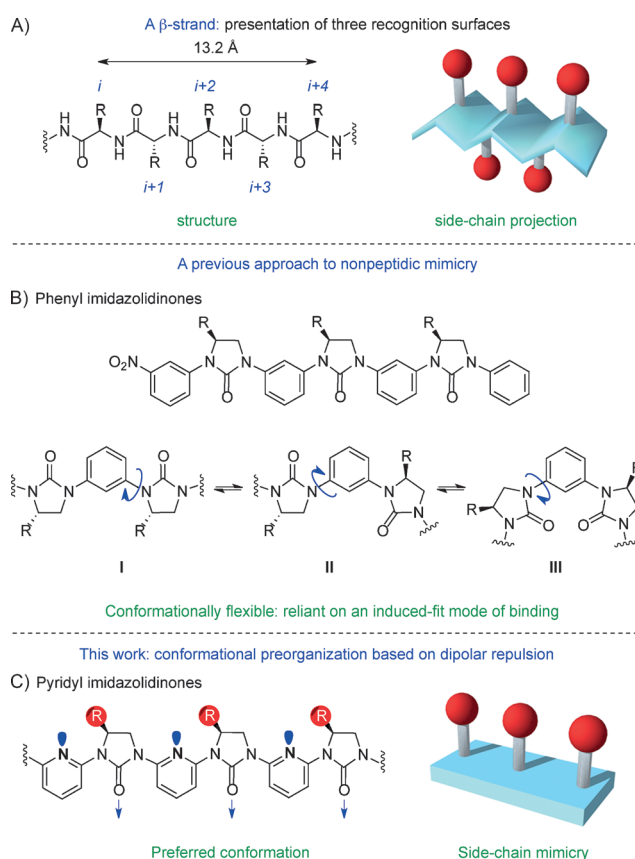 A) A β-strand: presentation of three recognition surfaces
13.2 Å
i i+2 i+4
R R R
O O NH
N H N H N H N H N H
O O O
R R
i+1 i+3
structure side-chain projection
A previous approach to nonpeptidic mimicry
B) Phenyl imidazolidinones
R R R
O2N N N N N N N
O O O
O O O R R
N N N N N N N N N N N N
R R R O O O
I II III
Conformationally flexible: reliant on an induced-fit mode of binding
This work: conformational preorganization based on dipolar repulsion
C) Pyridyl imidazolidinones
R R R
N N N N N N N N N
O O O
Preferred conformation Side-chain mimicry